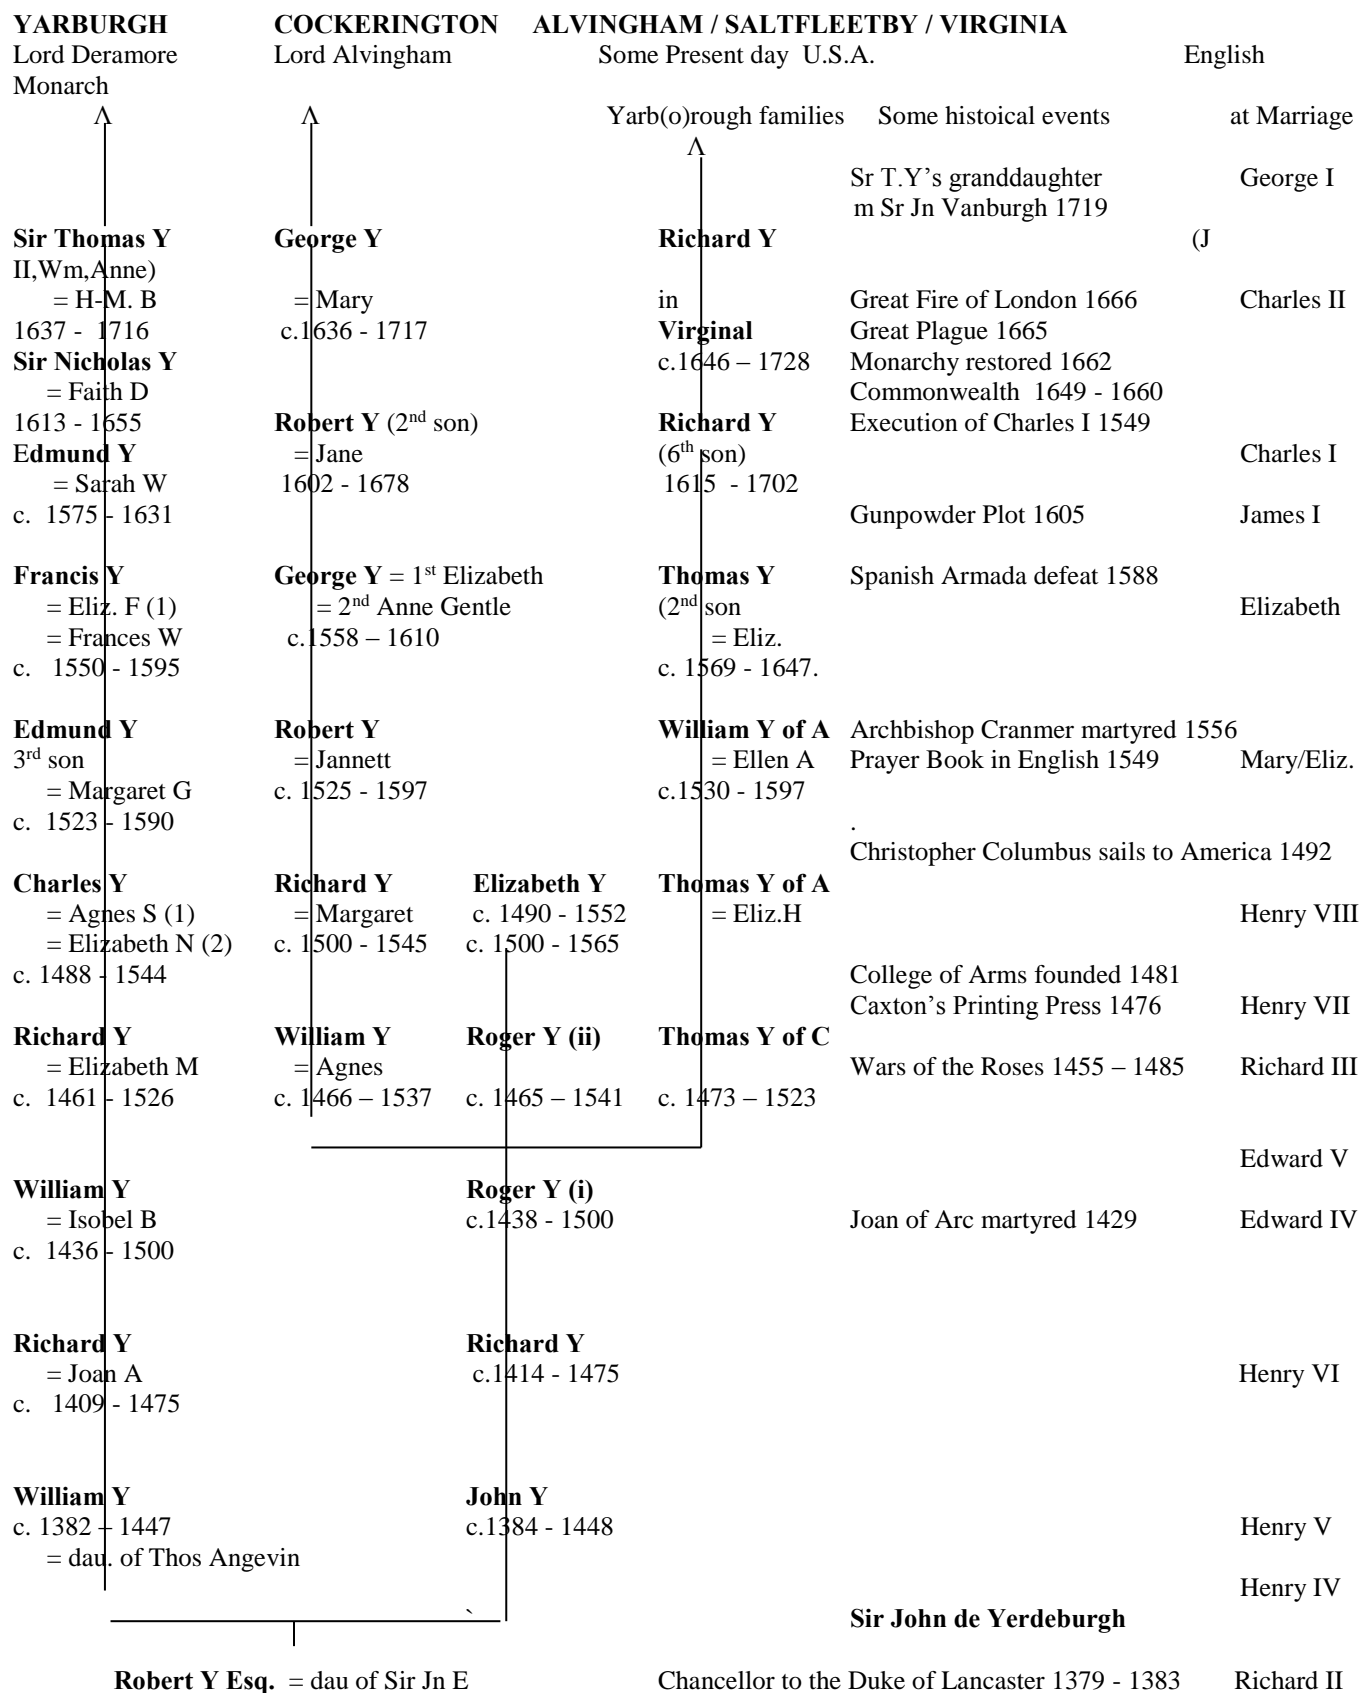 YARBURGH COCKERINGTON ALVINGHAM / SALTFLEETBY / VIRGINIA
Lord Deramore Lord Alvingham Some Present day U.S.A. English
Monarch
Λ Λ Yarb(o)rough families Some histoical events at Marriage
Λ
Sr T.Y’s granddaughter George I
m Sr Jn Vanburgh 1719
Sir Thomas Y George Y Richard Y (J
II,Wm,Anne)
= H-M. B = Mary in Great Fire of London 1666 Charles II
1637 - 1716 c.1636 - 1717 Virginal Great Plague 1665
Sir Nicholas Y c.1646 – 1728 Monarchy restored 1662
= Faith D Commonwealth 1649 - 1660
1613 - 1655 Robert Y (2nd son) Richard Y Execution of Charles I 1549
Edmund Y = Jane (6th son) Charles I
= Sarah W 1602 - 1678 1615 - 1702
c. 1575 - 1631 Gunpowder Plot 1605 James I
Francis Y George Y = 1st Elizabeth Thomas Y Spanish Armada defeat 1588
= Eliz. F (1) = 2nd Anne Gentle (2nd son Elizabeth
= Frances W c.1558 – 1610 = Eliz.
c. 1550 - 1595 c. 1569 - 1647.
Edmund Y Robert Y William Y of A Archbishop Cranmer martyred 1556
3rd son = Jannett = Ellen A Prayer Book in English 1549 Mary/Eliz.
= Margaret G c. 1525 - 1597 c.1530 - 1597
c. 1523 - 1590 .
Christopher Columbus sails to America 1492
Charles Y Richard Y Elizabeth Y Thomas Y of A
= Agnes S (1) = Margaret c. 1490 - 1552 = Eliz.H Henry VIII
= Elizabeth N (2) c. 1500 - 1545 c. 1500 - 1565
c. 1488 - 1544 College of Arms founded 1481
Caxton’s Printing Press 1476 Henry VII
Richard Y William Y Roger Y (ii) Thomas Y of C
= Elizabeth M = Agnes Wars of the Roses 1455 – 1485 Richard III
c. 1461 - 1526 c. 1466 – 1537 c. 1465 – 1541 c. 1473 – 1523
Edward V
William Y Roger Y (i)
= Isobel B c.1438 - 1500 Joan of Arc martyred 1429 Edward IV
c. 1436 - 1500
Richard Y Richard Y
= Joan A c.1414 - 1475 Henry VI
c. 1409 - 1475
William Y John Y
c. 1382 – 1447 c.1384 - 1448 Henry V
= dau. of Thos Angevin
Henry IV
` Sir John de Yerdeburgh
Robert Y Esq. = dau of Sir Jn E Chancellor to the Duke of Lancaster 1379 - 1383 Richard II